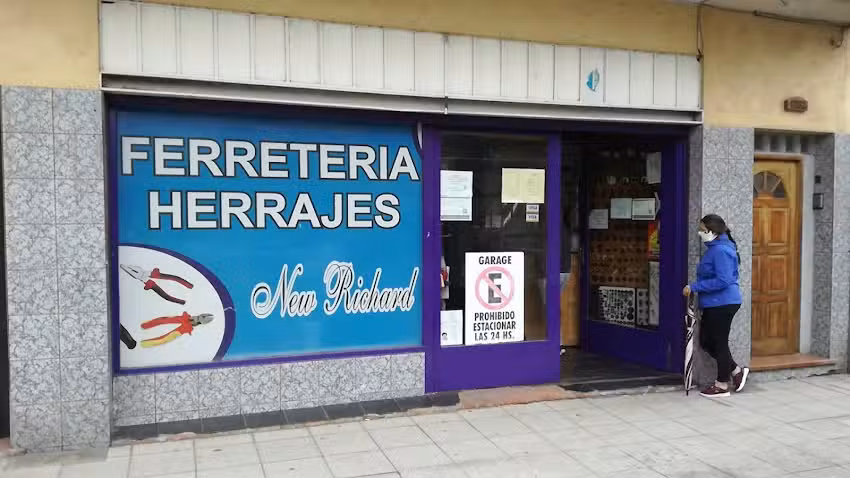 FERRETERIA
HERRAJES
New Richard
GARAGE
E
PROHIBIDO
ESTACIONAR
LAS 24 HS.